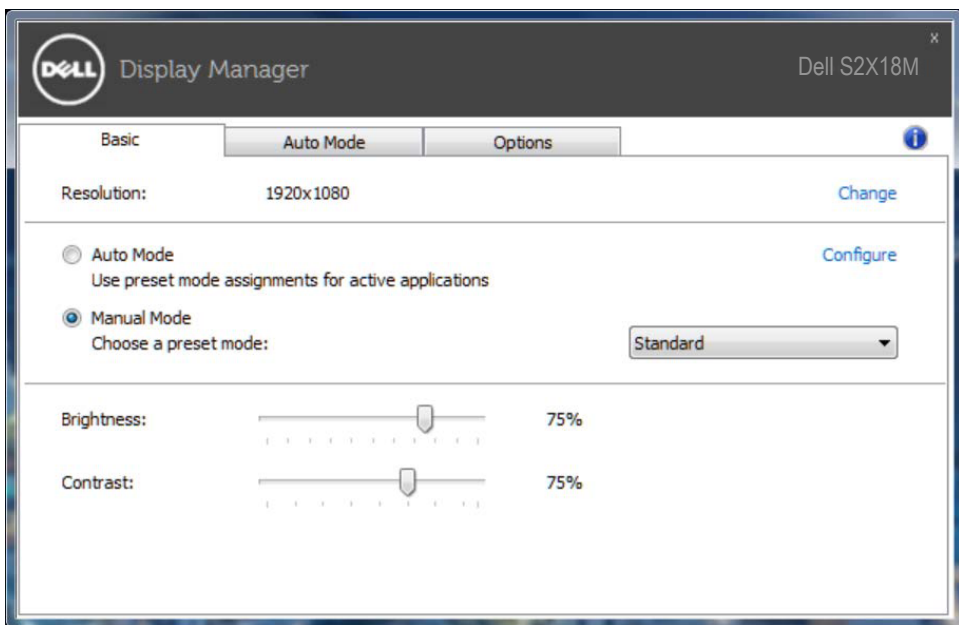 DELL Display Manager Dell S2X18M x
Basic Auto Mode Options i
Resolution: 1920x1080 Change
Auto Mode Configure
Use preset mode assignments for active applications
Manual Mode
Choose a preset mode: Standard
Brightness: 75%
Contrast: 75%